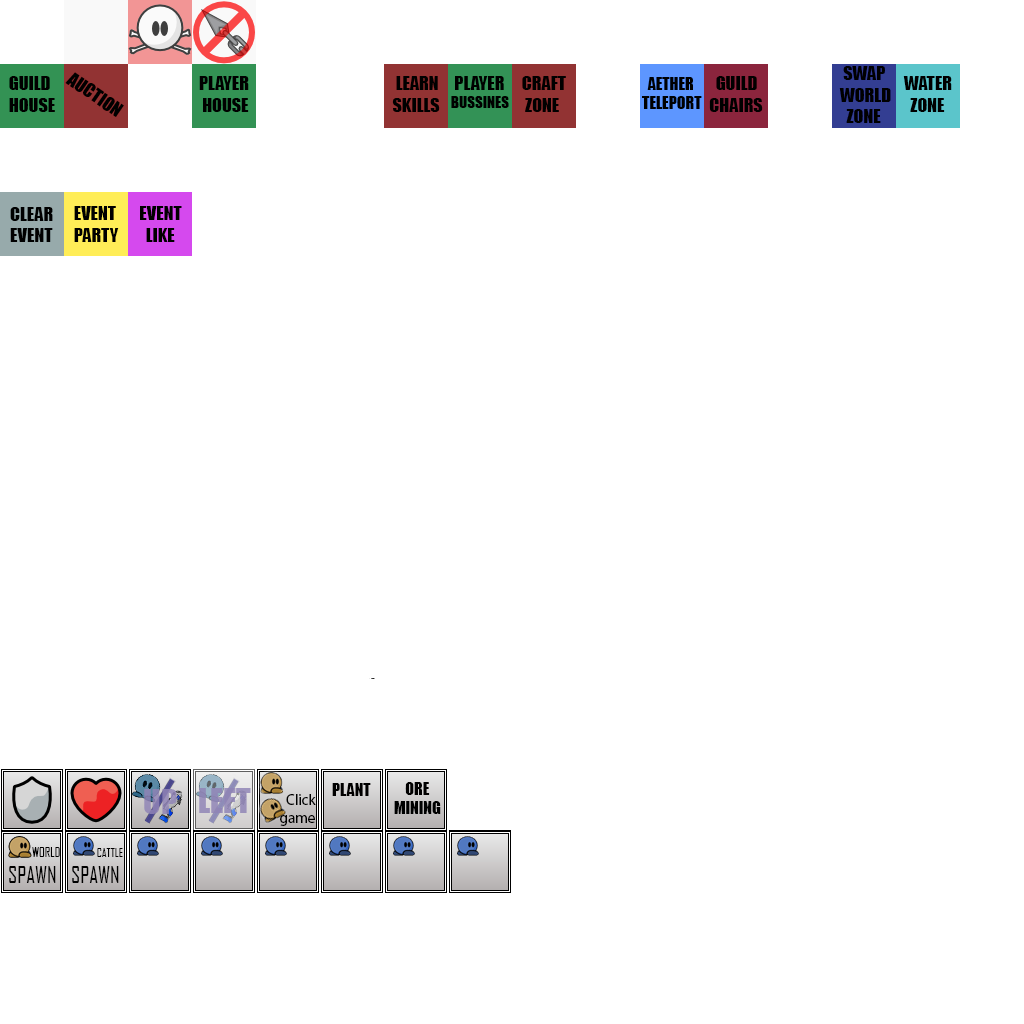 GUILD
HOUSE
AUCTION
PLAYER
HOUSE
LEARN
SKILLS
PLAYER
BUSSINES
CRAFT
ZONE
AETHER
TELEPORT
GUILD
CHAIRS
SWAP
WORLD
ZONE
WATER
ZONE
CLEAR
EVENT
EVENT
PARTY
EVENT
LIKE
-
UP
LEFT
Click
game
PLANT
ORE
MINING
WORLD
SPAWN
CATTLE
SPAWN